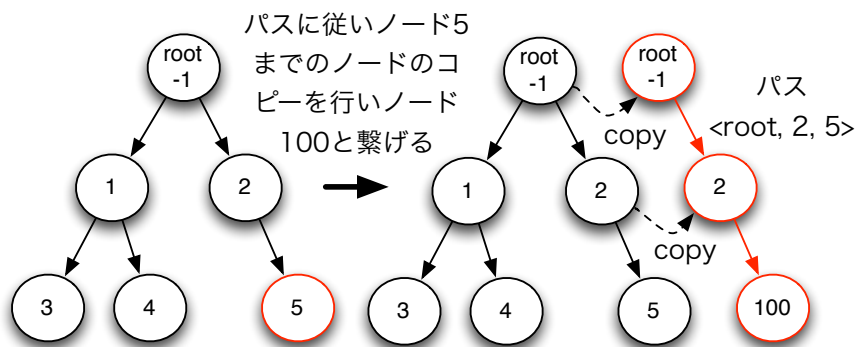 root
-1
1
2
3
4
5
パスに従いノード5
までのノードのコ
ピーを行いノード
100と繋げる
root
-1
1
2
3
4
5
copy
copy
root
-1
2
100
パス
<root, 2, 5>